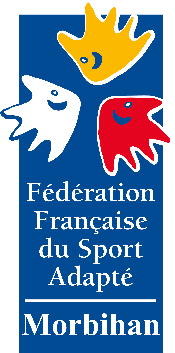 Fédération
Française
du Sport
Adapté
Morbihan